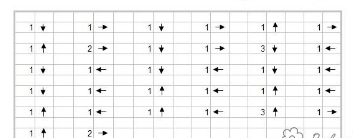 1 ↓ 1 → 1 ↓ 1 → 1 ↑ 1 →
1 ↑ 2 → 1 ↓ 1 → 3 ↓ 1 ←
1 ↓ 1 ← 1 ↓ 1 ← 1 ↓ 1 ←
1 ↓ 1 ← 1 ↑ 1 ← 1 ↑ 1 ←
1 ↑ 1 ← 1 ↑ 1 ← 3 ↑ 1 →
1 ↑ 2 →